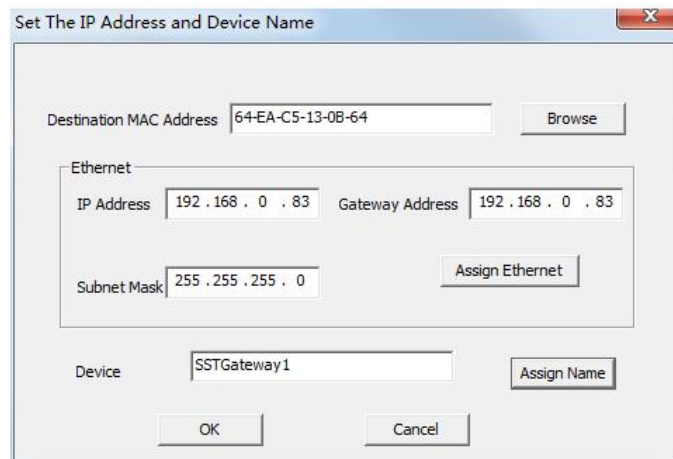 Set The IP Address and Device Name
Destination MAC Address 64-EA-C5-13-0B-64 Browse
Ethernet
IP Address 192 . 168 . 0 . 83 Gateway Address 192 . 168 . 0 . 83
Assign Ethernet
Subnet Mask 255 . 255 . 255 . 0
Device SSTGateway1 Assign Name
OK Cancel